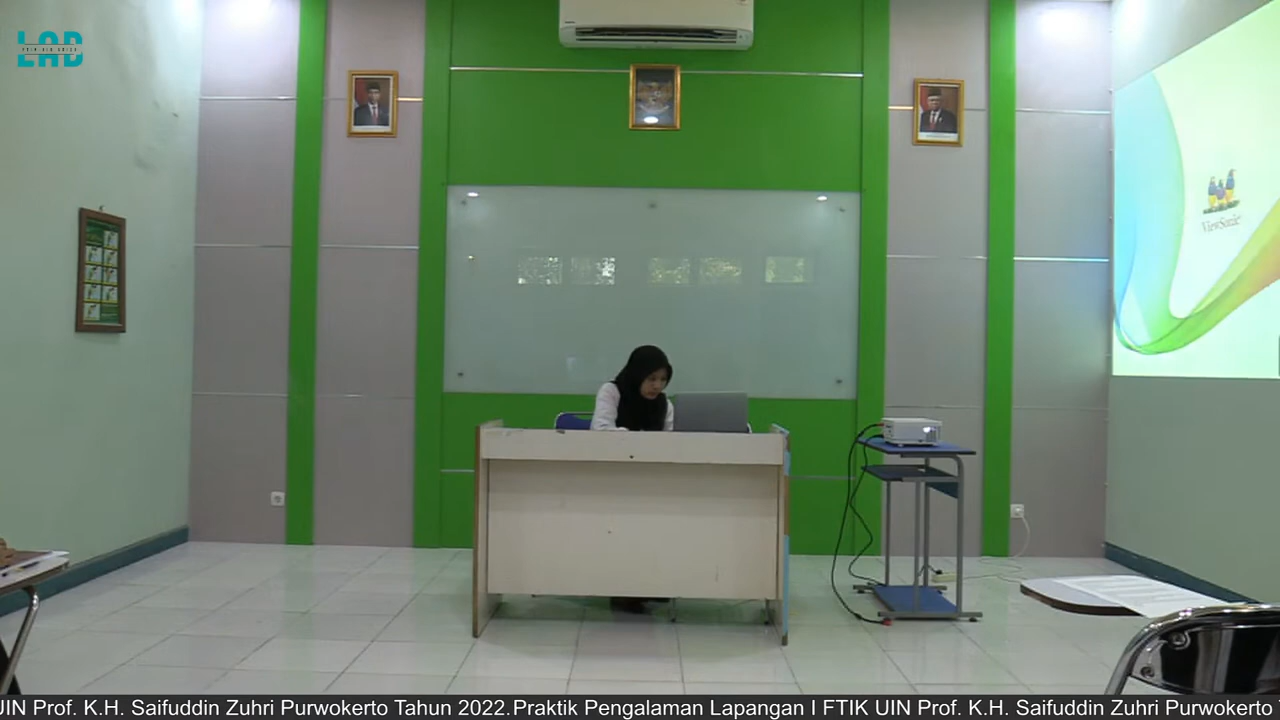 LAB
ViewSonic
UIN Prof. K.H. Saifuddin Zuhri Purwokerto Tahun 2022.Praktik Pengalaman Lapangan I FTIK UIN Prof. K.H. Saifuddin Zuhri Purwokerto